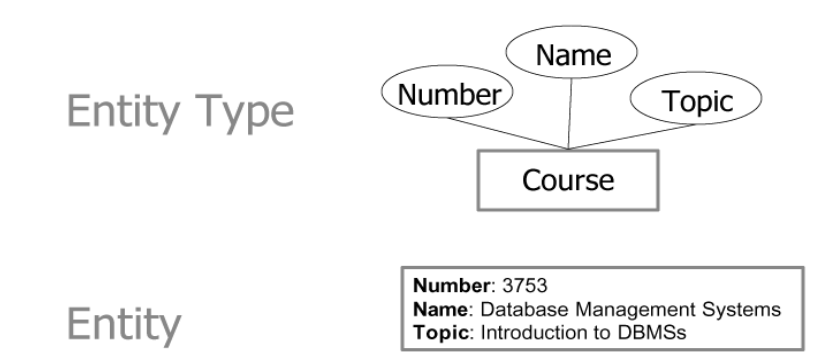 Name
Number
Topic
Entity Type
Course
Number: 3753
Name: Database Management Systems
Topic: Introduction to DBMSs
Entity